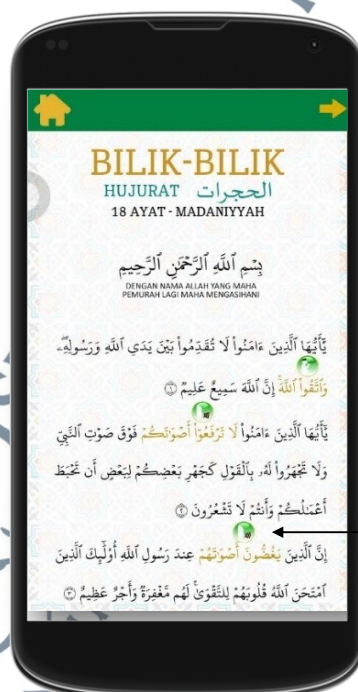 BILIK-BILIK
HUJURAT الحجرات
18 AYAT - MADANIYYAH
بِسْمِ ٱللَّهِ ٱلرَّحْمَٰنِ ٱلرَّحِيمِ
DENGAN NAMA ALLAH YANG MAHA
PEMURAH LAGI MAHA MENGASIHANI
يَٰٓأَيُّهَا ٱلَّذِينَ ءَامَنُوا۟ لَا تُقَدِّمُوا۟ بَيْنَ يَدَىِ ٱللَّهِ وَرَسُولِهِۦ ۖ
وَٱتَّقُوا۟ ٱللَّهَ ۚ إِنَّ ٱللَّهَ سَمِيعٌ عَلِيمٌ ١
يَٰٓأَيُّهَا ٱلَّذِينَ ءَامَنُوا۟ لَا تَرْفَعُوٓا۟ أَصْوَٰتَكُمْ فَوْقَ صَوْتِ ٱلنَّبِىِّ
وَلَا تَجْهَرُوا۟ لَهُۥ بِٱلْقَوْلِ كَجَهْرِ بَعْضِكُمْ لِبَعْضٍ أَن تَحْبَطَ
أَعْمَٰلُكُمْ وَأَنتُمْ لَا تَشْعُرُونَ ٢
إِنَّ ٱلَّذِينَ يَغُضُّونَ أَصْوَٰتَهُمْ عِندَ رَسُولِ ٱللَّهِ أُو۟لَٰٓئِكَ ٱلَّذِينَ
ٱمْتَحَنَ ٱللَّهُ قُلُوبَهُمْ لِلتَّقْوَىٰ ۚ لَهُم مَّغْفِرَةٌ وَأَجْرٌ عَظِيمٌ ٣